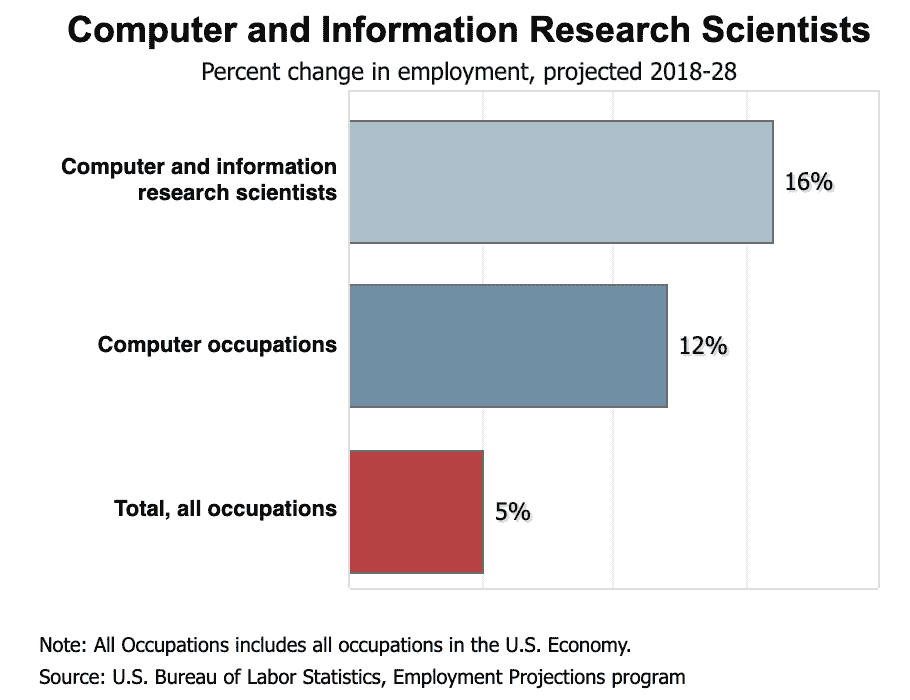 Computer and Information Research Scientists
Percent change in employment, projected 2018-28
Computer and information
research scientists
16%
Computer occupations
12%
Total, all occupations
5%
Note: All Occupations includes all occupations in the U.S. Economy.
Source: U.S. Bureau of Labor Statistics, Employment Projections program